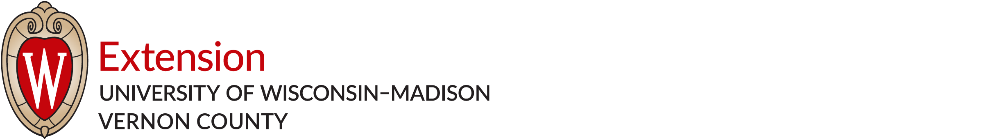 W
Extension
UNIVERSITY OF WISCONSIN–MADISON
VERNON COUNTY